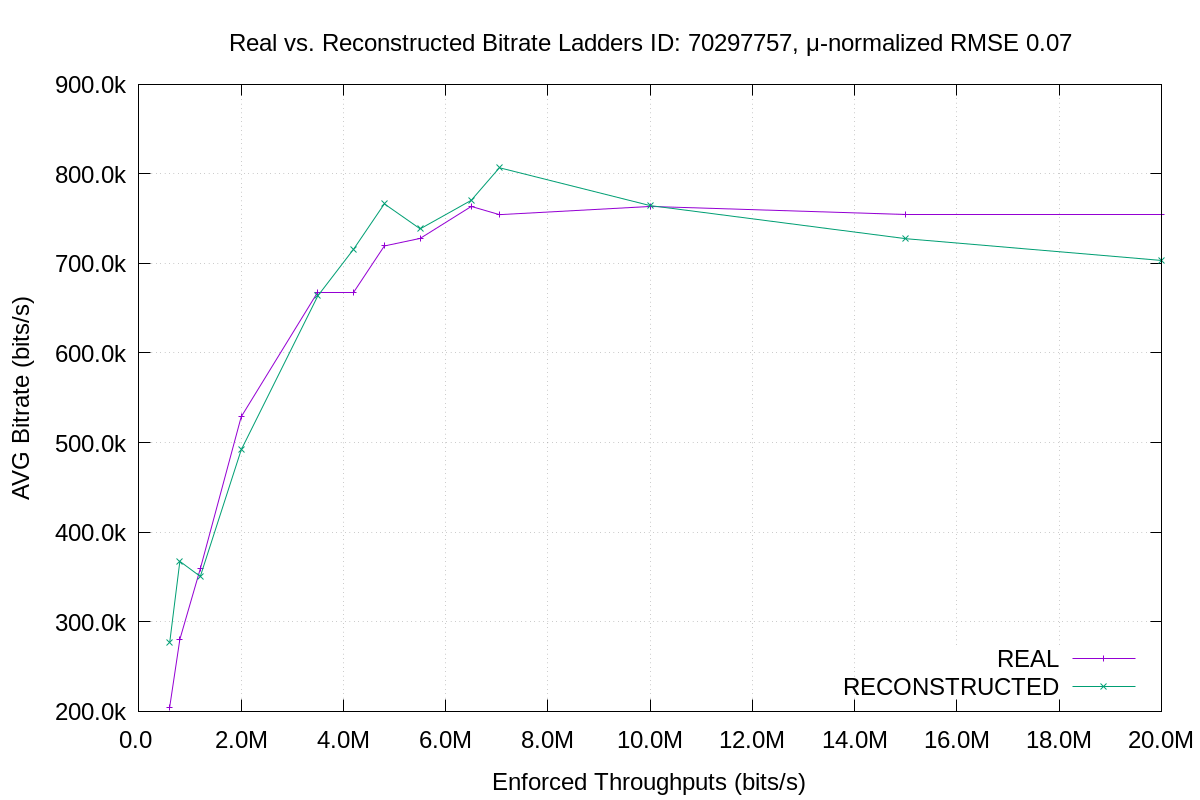 Real vs. Reconstructed Bitrate Ladders ID: 70297757, μ-normalized RMSE 0.07
900.0k
800.0k
700.0k
600.0k
500.0k
400.0k
300.0k
200.0k
AVG Bitrate (bits/s)
REAL
RECONSTRUCTED
0.0 2.0M 4.0M 6.0M 8.0M 10.0M 12.0M 14.0M 16.0M 18.0M 20.0M
Enforced Throughputs (bits/s)